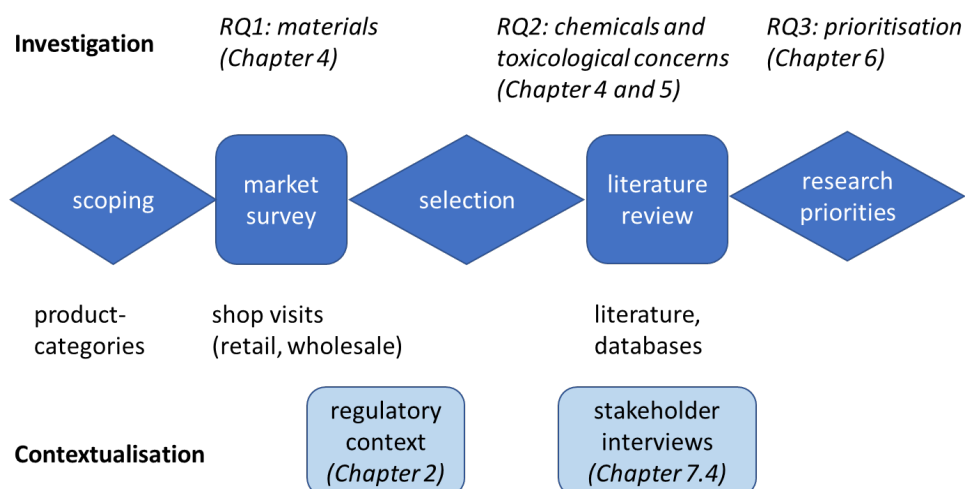 Investigation
RQ1: materials
(Chapter 4)
RQ2: chemicals and
toxicological concerns
(Chapter 4 and 5)
RQ3: prioritisation
(Chapter 6)
scoping
market
survey
selection
literature
review
research
priorities
product-
categories
shop visits
(retail, wholesale)
literature,
databases
Contextualisation
regulatory
context
(Chapter 2)
stakeholder
interviews
(Chapter 7.4)